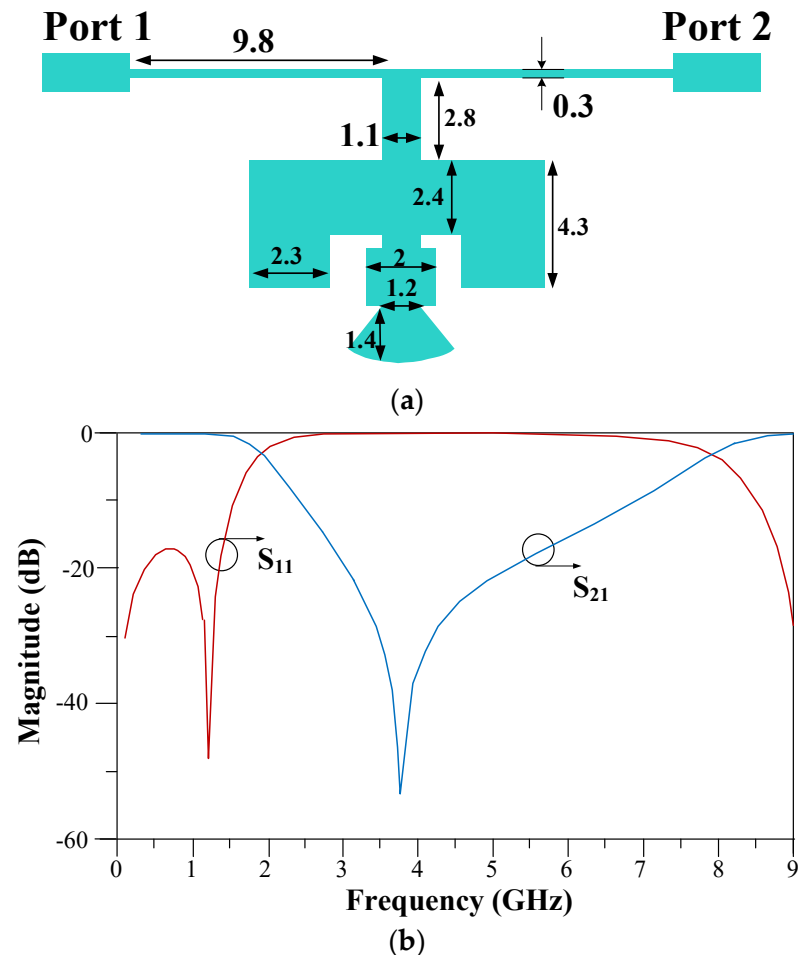 Port 1
Port 2
9.8
0.3
1.1
2.8
2.4
4.3
2.3
2
1.2
1.4
(a)
0
-20
-40
-60
Magnitude (dB)
S11
S21
0 1 2 3 4 5 6 7 8 9
Frequency (GHz)
(b)